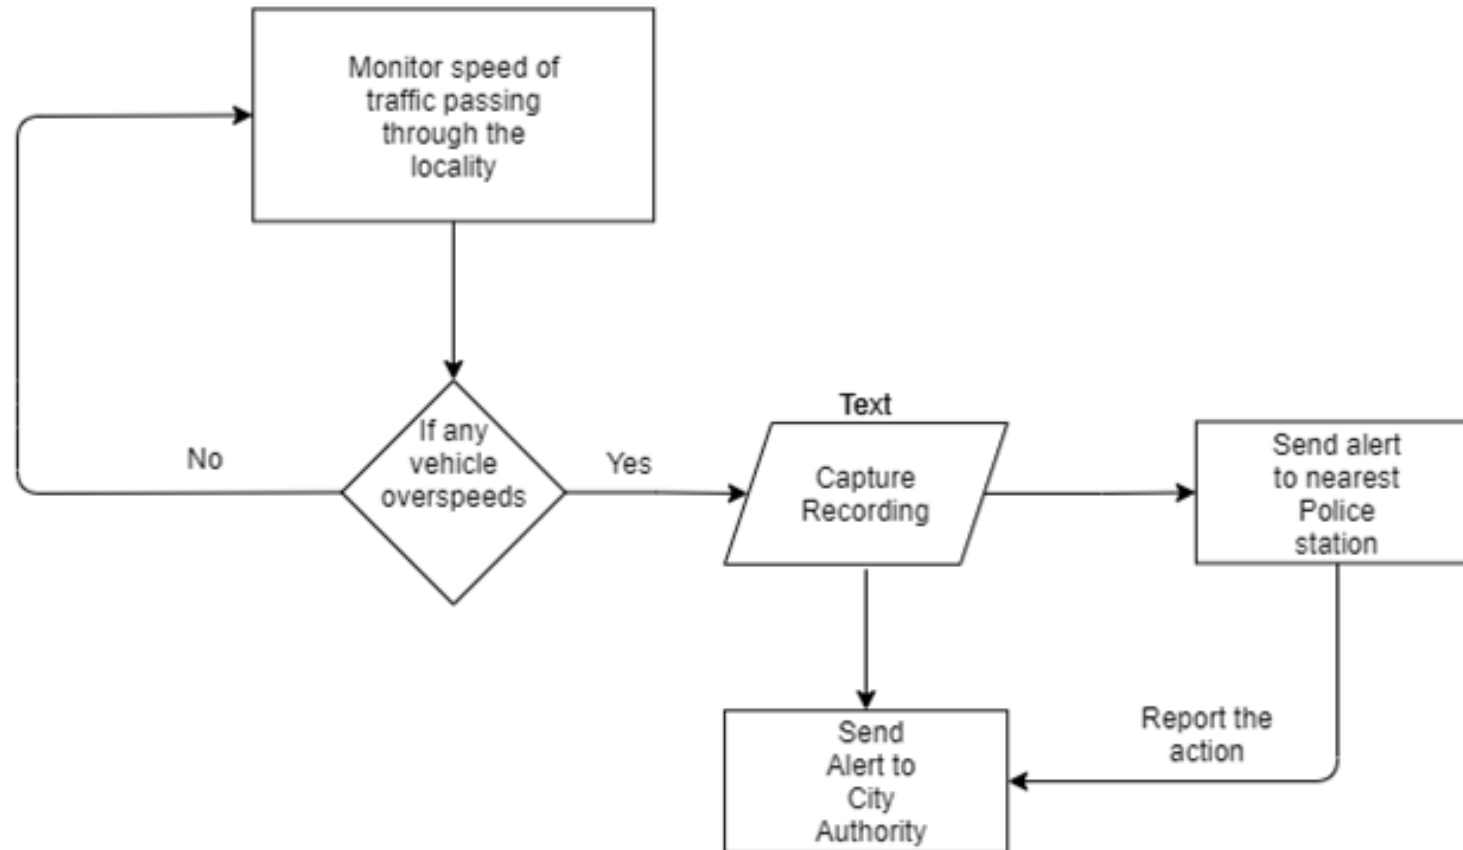 Monitor speed of
traffic passing
through the
locality
If any
vehicle
overspeeds
No
Yes
Text
Capture
Recording
Send alert
to nearest
Police
station
Send
Alert to
City
Authority
Report the
action